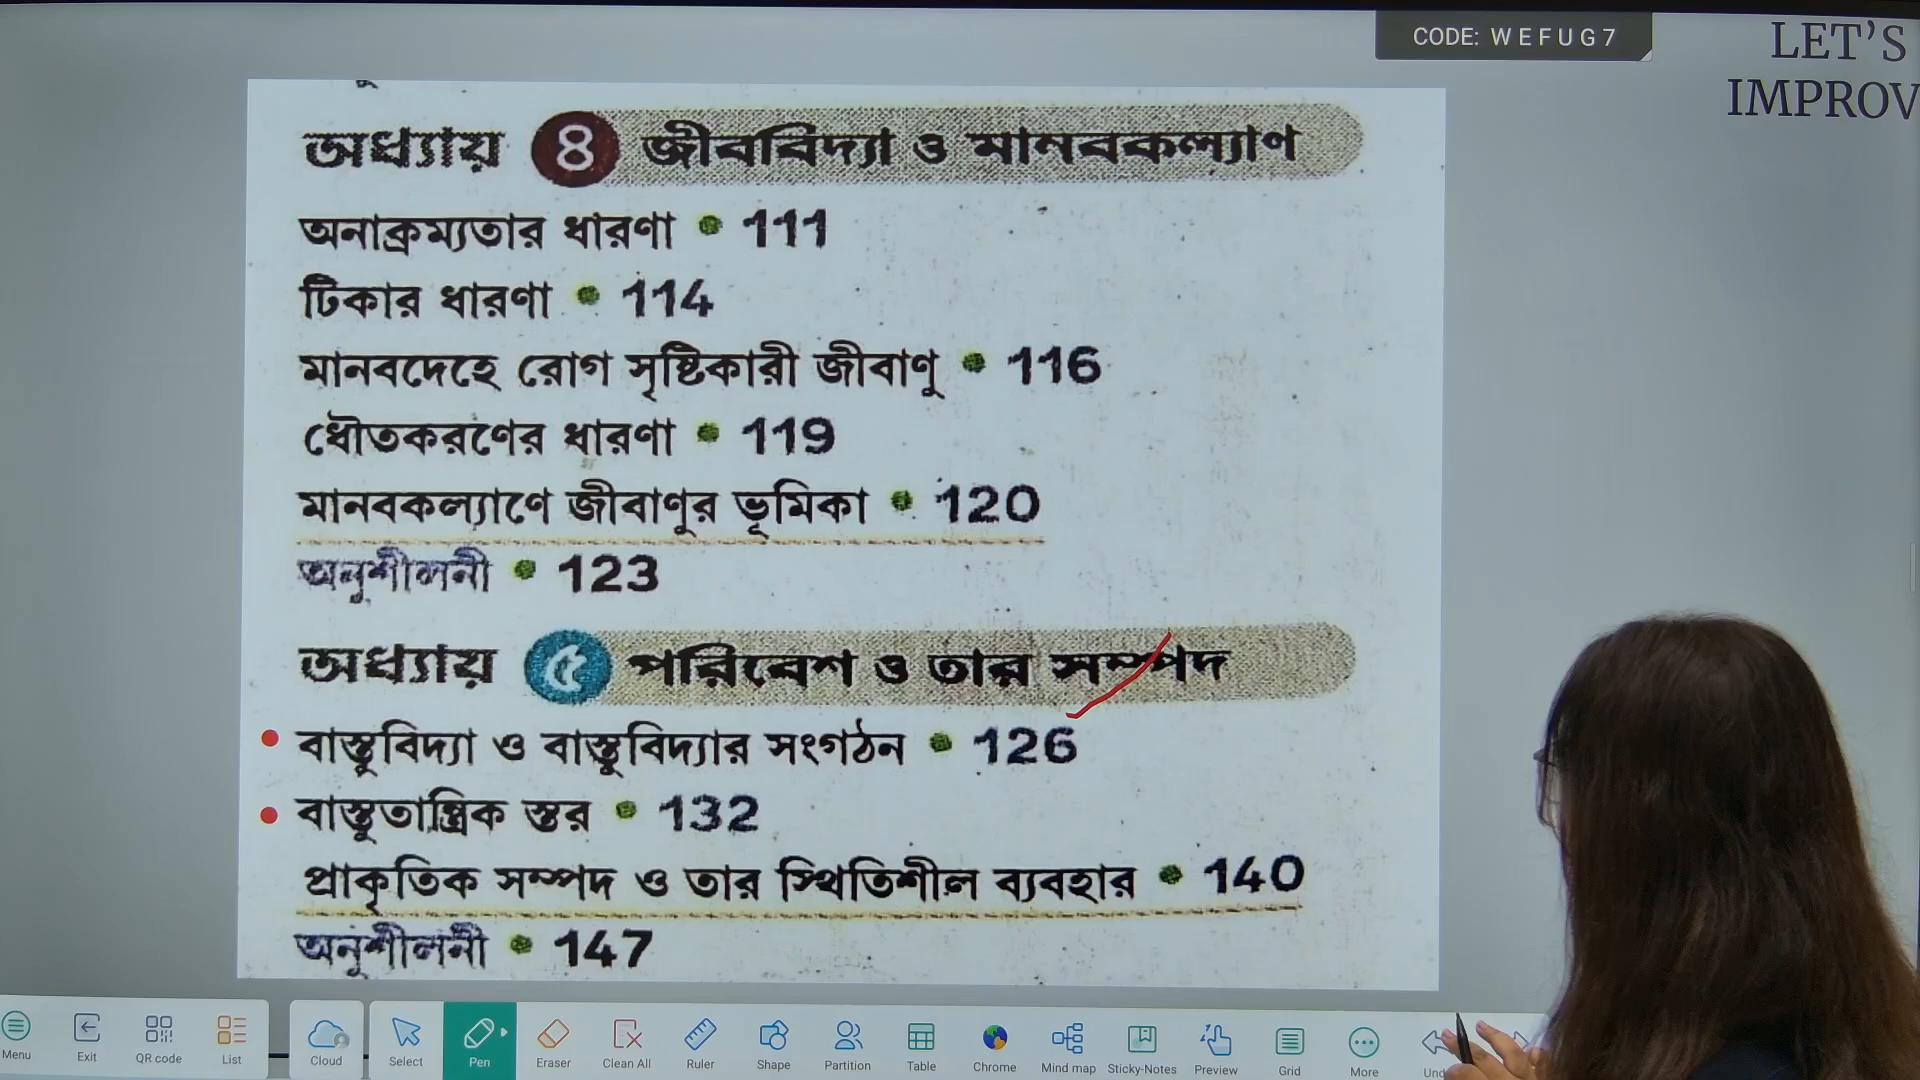 CODE: WEFUG7
LET'S
IMPROV
অধ্যায় ৪ জীববিদ্যা ও মানবকল্যাণ
অনাক্রম্যতার ধারণা • 111
টিকার ধারণা • 114
মানবদেহে রোগ সৃষ্টিকারী জীবাণু • 116
ধৌতকরণের ধারণা • 119
মানবকল্যাণে জীবাণুর ভূমিকা • 120
অনুশীলনী • 123
অধ্যায় ৫ পরিবেশ ও তার সম্পদ
• বাস্তুবিদ্যা ও বাস্তুবিদ্যার সংগঠন • 126
• বাস্তুতান্ত্রিক স্তর • 132
প্রাকৃতিক সম্পদ ও তার স্থিতিশীল ব্যবহার • 140
অনুশীলনী • 147
Menu Exit QR code List Cloud Select Pen Eraser Clean All Ruler Shape Partition Table Chrome Mind map Sticky-Notes Preview Grid More Und